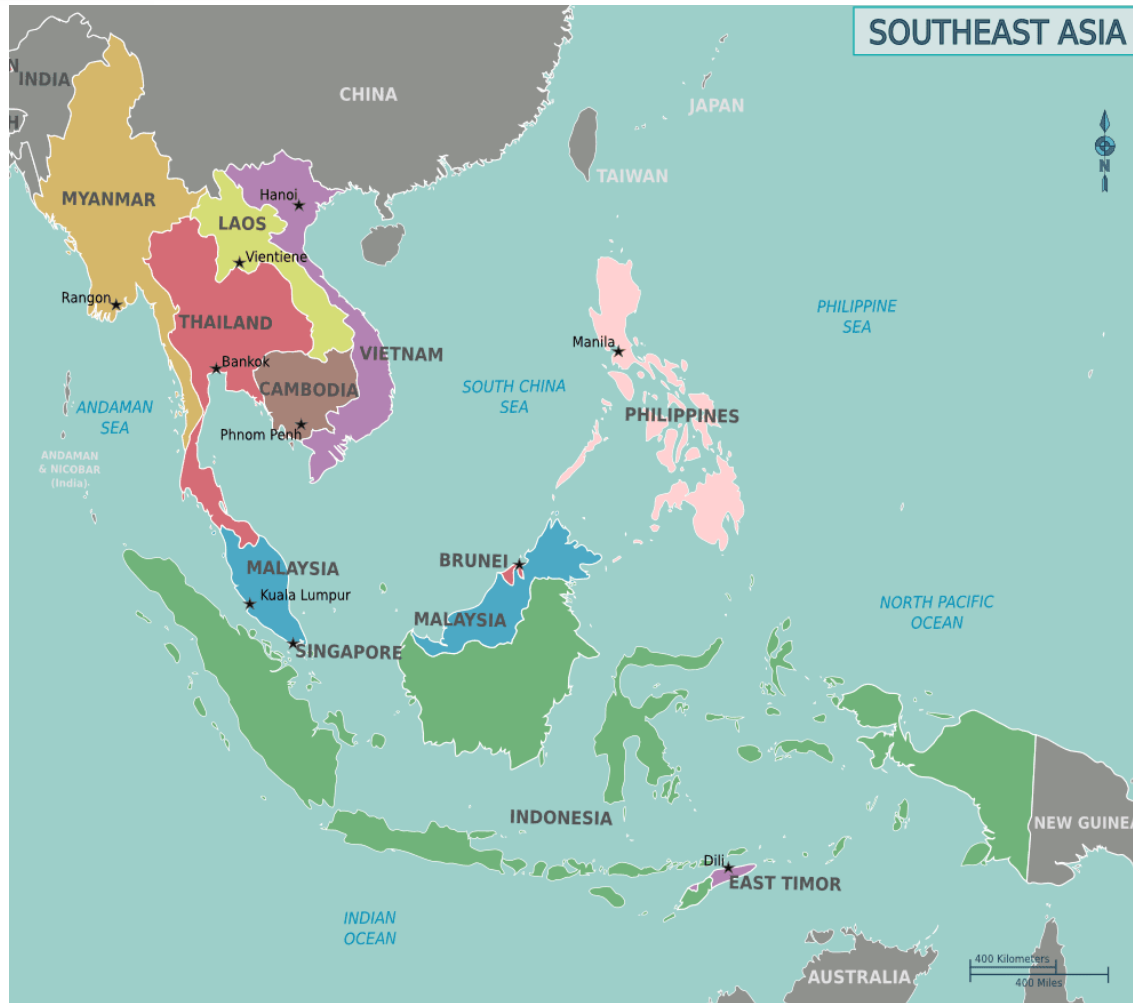 SOUTHEAST ASIA
N
INDIA
H
CHINA
JAPAN
TAIWAN
N
MYANMAR
Hanoi
LAOS
Vientiene
Rangon
THAILAND
PHILIPPINE
SEA
Manila
VIETNAM
Bankok
CAMBODIA
SOUTH CHINA
SEA
ANDAMAN
SEA
PHILIPPINES
Phnom Penh
ANDAMAN
& NICOBAR
(India)
BRUNEI
MALAYSIA
Kuala Lumpur
MALAYSIA
NORTH PACIFIC
OCEAN
SINGAPORE
INDONESIA
NEW GUINEA
Dili
EAST TIMOR
INDIAN
OCEAN
400 Kilometers
400 Miles
AUSTRALIA